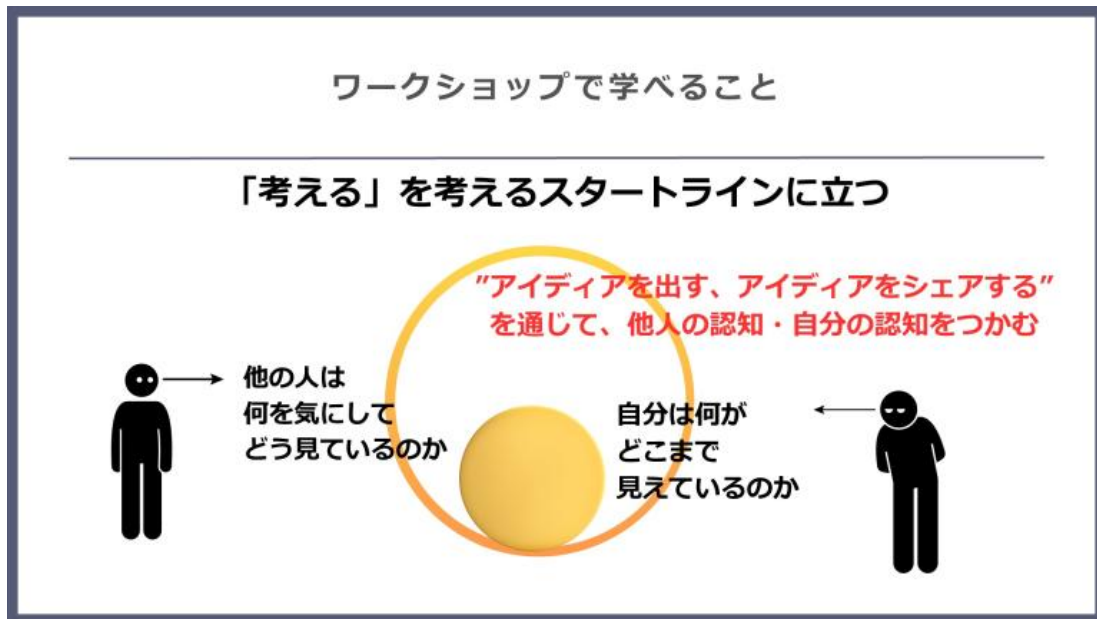 ワークショップで学べること
「考える」を考えるスタートラインに立つ
”アイディアを出す、アイディアをシェアする”
を通じて、他人の認知・自分の認知をつかむ
他の人は
何を気にして
どう見ているのか
自分は何が
どこまで
見えているのか